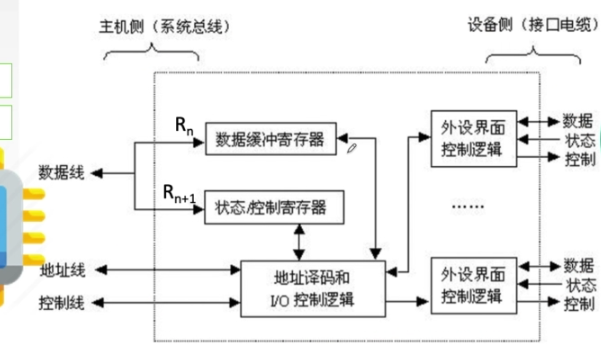 主机侧（系统总线）
设备侧（接口电缆）
R_n
数据缓冲寄存器
数据线
R_{n+1}
状态/控制寄存器
地址线
控制线
地址译码和
I/O 控制逻辑
外设界面
控制逻辑
数据
状态
控制
……
外设界面
控制逻辑
数据
状态
控制